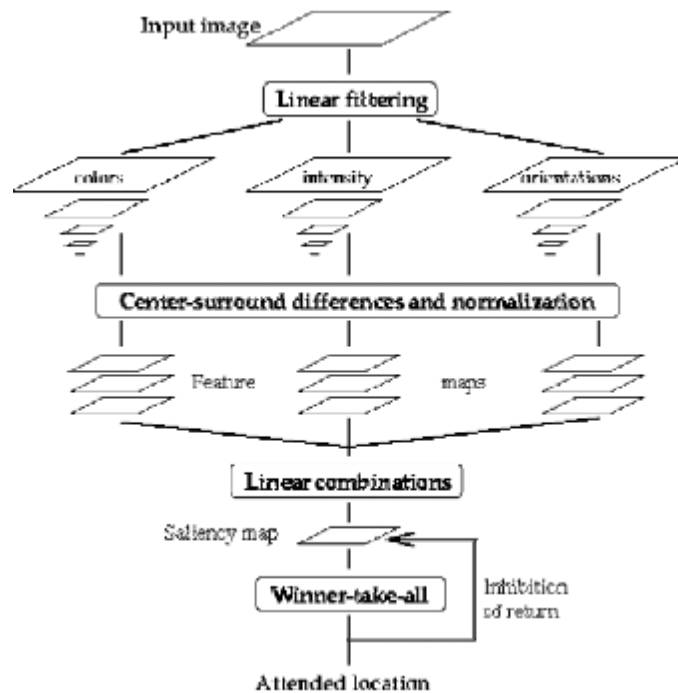 Input image
Linear filtering
colors
intensity
orientations
Center-surround differences and normalization
Feature
maps
Linear combinations
Saliency map
Winner-take-all
Inhibition
of return
Attended location